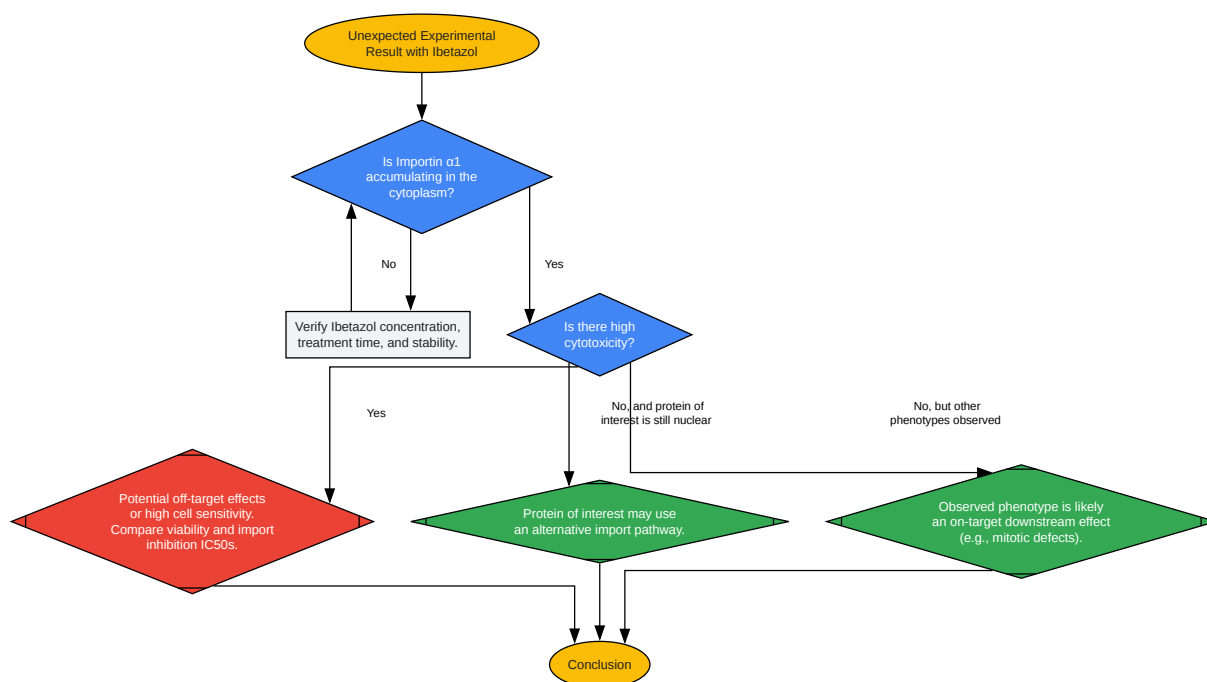 Unexpected Experimental
Result with Ibetazol
Is Importin α1
accumulating in the
cytoplasm?
No
Yes
Verify Ibetazol concentration,
treatment time, and stability.
Is there high
cytotoxicity?
Yes
No, and protein of
interest is still nuclear
No, but other
phenotypes observed
Potential off-target effects
or high cell sensitivity.
Compare viability and import
inhibition IC50s.
Protein of interest may use
an alternative import pathway.
Observed phenotype is likely
an on-target downstream effect
(e.g., mitotic defects).
Conclusion